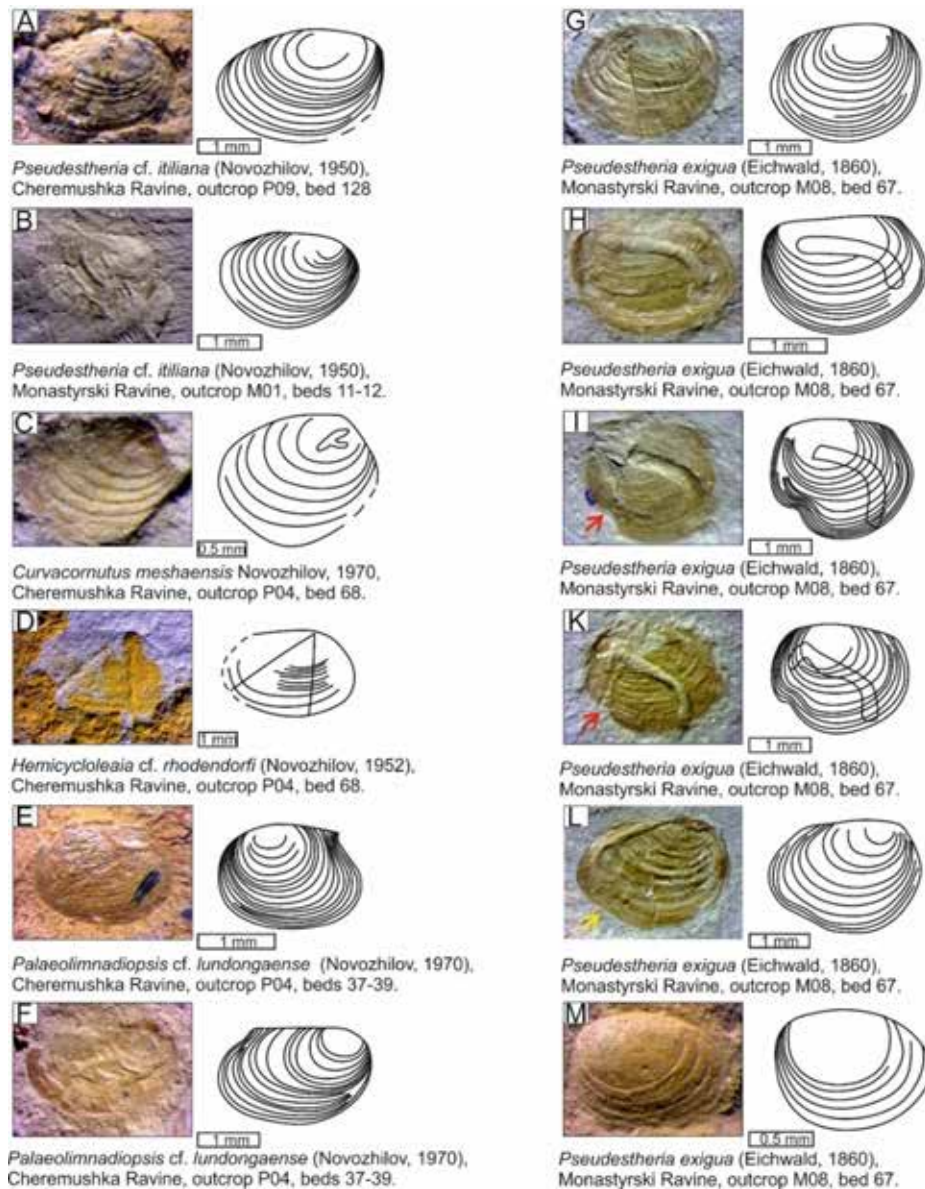 A
1 mm
Pseudestheria cf. itiliana (Novozhilov, 1950),
Cheremushka Ravine, outcrop P09, bed 128
B
1 mm
Pseudestheria cf. itiliana (Novozhilov, 1950),
Monastyrski Ravine, outcrop M01, beds 11-12.
C
0.5 mm
Curvacornutus meshaensis Novozhilov, 1970,
Cheremushka Ravine, outcrop P04, bed 68.
D
1 mm
Hemicycloleaia cf. rhodendorfi (Novozhilov, 1952),
Cheremushka Ravine, outcrop P04, bed 68.
E
1 mm
Palaeolimnadiopsis cf. lundongaense (Novozhilov, 1970),
Cheremushka Ravine, outcrop P04, beds 37-39.
F
1 mm
Palaeolimnadiopsis cf. lundongaense (Novozhilov, 1970),
Cheremushka Ravine, outcrop P04, beds 37-39.
G
1 mm
Pseudestheria exigua (Eichwald, 1860),
Monastyrski Ravine, outcrop M08, bed 67.
H
1 mm
Pseudestheria exigua (Eichwald, 1860),
Monastyrski Ravine, outcrop M08, bed 67.
I
1 mm
Pseudestheria exigua (Eichwald, 1860),
Monastyrski Ravine, outcrop M08, bed 67.
K
1 mm
Pseudestheria exigua (Eichwald, 1860),
Monastyrski Ravine, outcrop M08, bed 67.
L
1 mm
Pseudestheria exigua (Eichwald, 1860),
Monastyrski Ravine, outcrop M08, bed 67.
M
0.5 mm
Pseudestheria exigua (Eichwald, 1860),
Monastyrski Ravine, outcrop M08, bed 67.